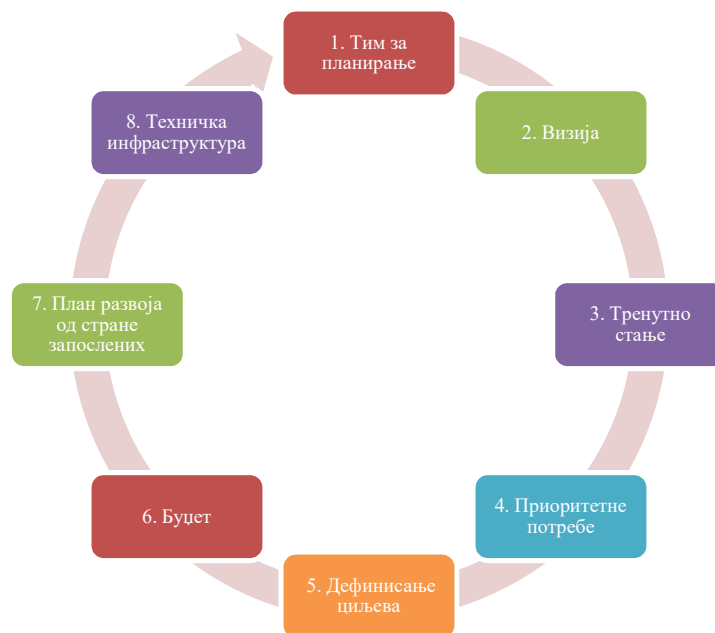 1. Тим за
планирање
2. Визија
3. Тренутно
стање
4. Приоритетне
потребе
5. Дефинисање
циљева
6. Буџет
7. План развоја
од стране
запослених
8. Техничка
инфраструктура